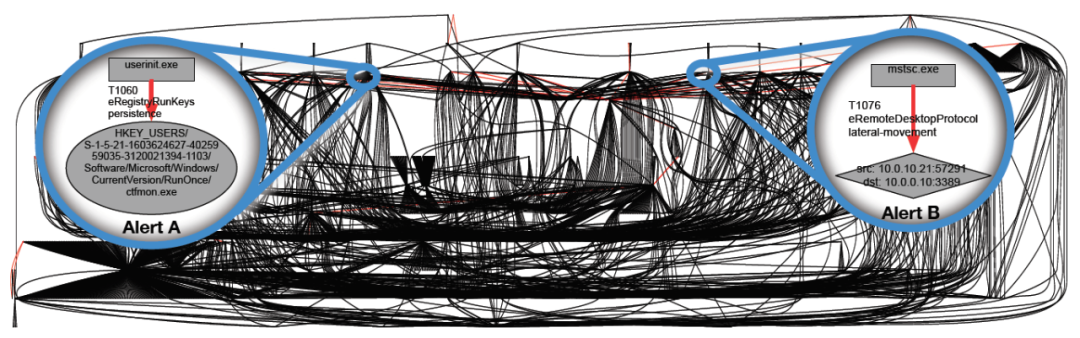 userinit.exe
T1060
eRegistryRunKeys
persistence
HKEY_USERS/
S-1-5-21-1603624627-40259
59035-3120021394-1103/
Software/Microsoft/Windows/
CurrentVersion/RunOnce/
ctfmon.exe
Alert A
mstsc.exe
T1076
eRemoteDesktopProtocol
lateral-movement
src: 10.0.10.21:57291
dst: 10.0.0.10:3389
Alert B